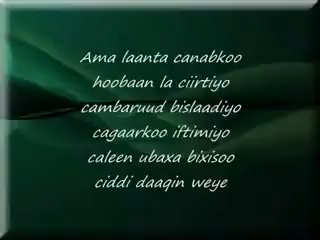 Ama laanta canabkoo
hoobaan la ciirtiyo
cambaruud bislaadiyo
cagaarkoo iftimiyo
caleen ubaxa bixisoo
ciddi daaqin weye